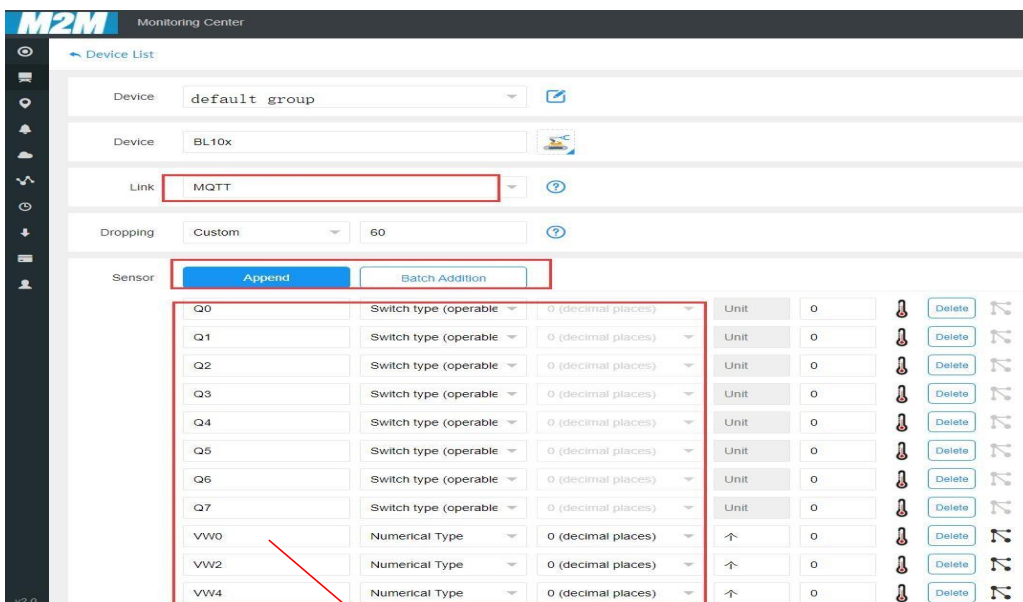 M2M Monitoring Center
Device List
Device default group
Device BL10x
Link MQTT
Dropping Custom 60
Sensor Append Batch Addition
Q0 Switch type (operable 0 (decimal places) Unit 0 Delete
Q1 Switch type (operable 0 (decimal places) Unit 0 Delete
Q2 Switch type (operable 0 (decimal places) Unit 0 Delete
Q3 Switch type (operable 0 (decimal places) Unit 0 Delete
Q4 Switch type (operable 0 (decimal places) Unit 0 Delete
Q5 Switch type (operable 0 (decimal places) Unit 0 Delete
Q6 Switch type (operable 0 (decimal places) Unit 0 Delete
Q7 Switch type (operable 0 (decimal places) Unit 0 Delete
VW0 Numerical Type 0 (decimal places) 个 0 Delete
VW2 Numerical Type 0 (decimal places) 个 0 Delete
VW4 Numerical Type 0 (decimal places) 个 0 Delete